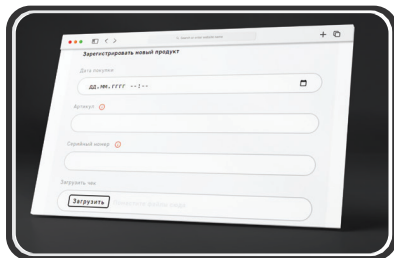 Зарегистрировать новый продукт
Дата покупки
ДД.ММ.ГГГГ --:--
Артикул
Серийный номер
Загрузить чек
Загрузить